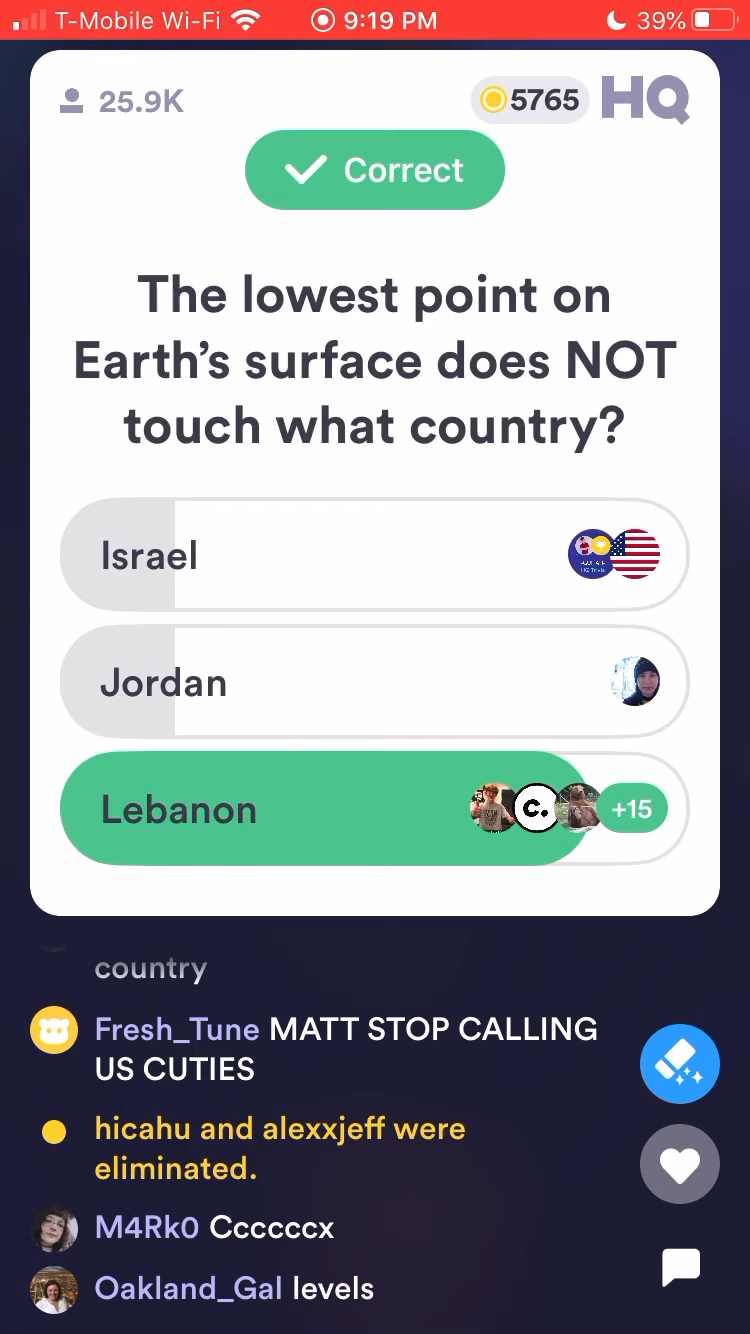 T-Mobile Wi-Fi 9:19 PM 39%
25.9K 5765 HQ
Correct
The lowest point on
Earth’s surface does NOT
touch what country?
Israel
Jordan
Lebanon c. +15
country
Fresh_Tune MATT STOP CALLING
US CUTIES
hicahu and alexxjeff were
eliminated.
M4Rk0 Ccccccx
Oakland_Gal levels